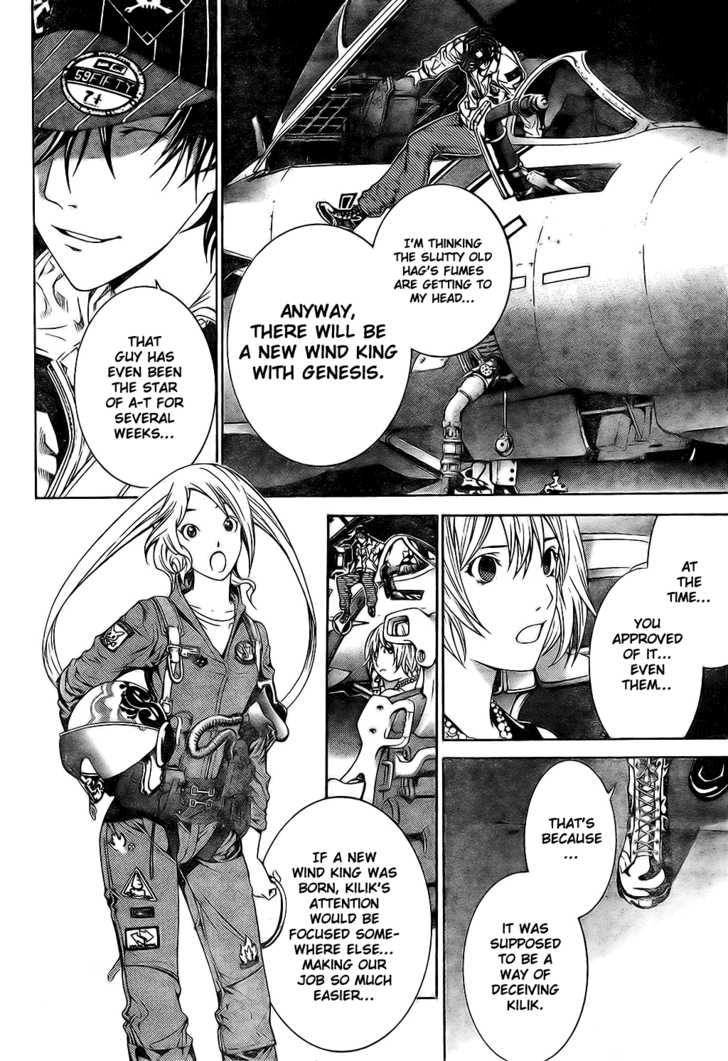 I'M THINKING
THE SLUTTY OLD
HAG'S FUMES
ARE GETTING TO
MY HEAD...
ANYWAY,
THERE WILL BE
A NEW WIND KING
WITH GENESIS.
59FIFTY
7¼
THAT
GUY HAS
EVEN BEEN
THE STAR
OF A-T FOR
SEVERAL
WEEKS...
AT
THE
TIME...
YOU
APPROVED
OF IT...
EVEN
THEM...
THAT'S
BECAUSE
...
IT WAS
SUPPOSED
TO BE A
WAY OF
DECEIVING
KILIK.
IF A NEW
WIND KING WAS
BORN, KILIK'S
ATTENTION
WOULD BE
FOCUSED SOME-
WHERE ELSE...
MAKING OUR
JOB SO MUCH
EASIER...